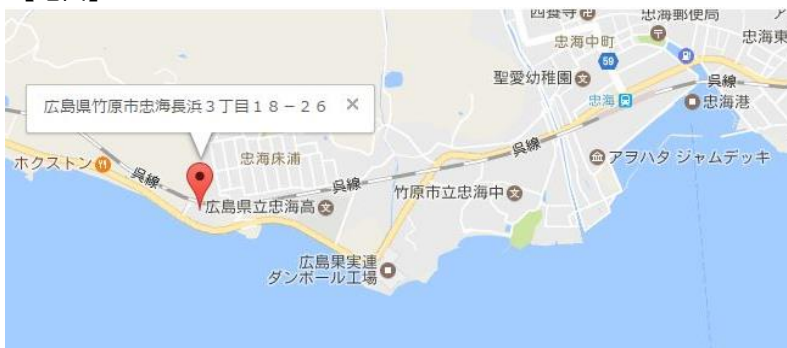 忠海郵便局
忠海中町
忠海東
59
聖愛幼稚園
呉線
忠海
忠海港
広島県竹原市忠海長浜3丁目18-26 ×
ホクストン
呉線
忠海床浦
呉線
呉線
アヲハタ ジャムデッキ
広島県立忠海高
竹原市立忠海中
広島果実連
ダンボール工場